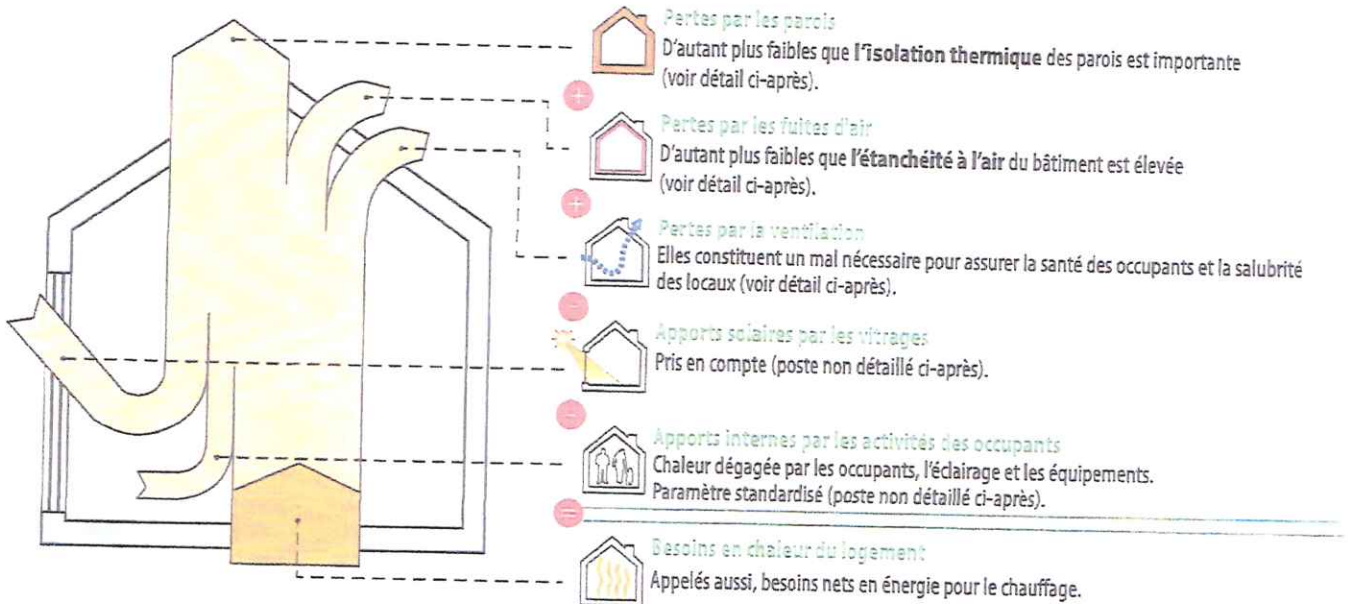 Pertes par les parois
D'autant plus faibles que l'isolation thermique des parois est importante
(voir détail ci-après).
+
Pertes par les fuites d'air
D'autant plus faibles que l'étanchéité à l'air du bâtiment est élevée
(voir détail ci-après).
+
Pertes par la ventilation
Elles constituent un mal nécessaire pour assurer la santé des occupants et la salubrité
des locaux (voir détail ci-après).
-
Apports solaires par les vitrages
Pris en compte (poste non détaillé ci-après).
-
Apports internes par les activités des occupants
Chaleur dégagée par les occupants, l'éclairage et les équipements.
Paramètre standardisé (poste non détaillé ci-après).
=
Besoins en chaleur du logement
Appelés aussi, besoins nets en énergie pour le chauffage.